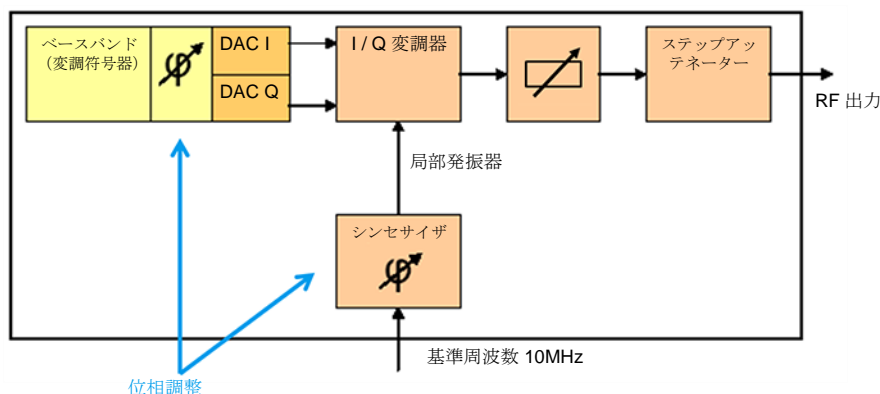 ベースバンド
（変調符号器）
φ
DAC I
DAC Q
I / Q 変調器
ステップアッ
テネーター
RF 出力
局部発振器
シンセサイザ
φ
基準周波数 10MHz
位相調整